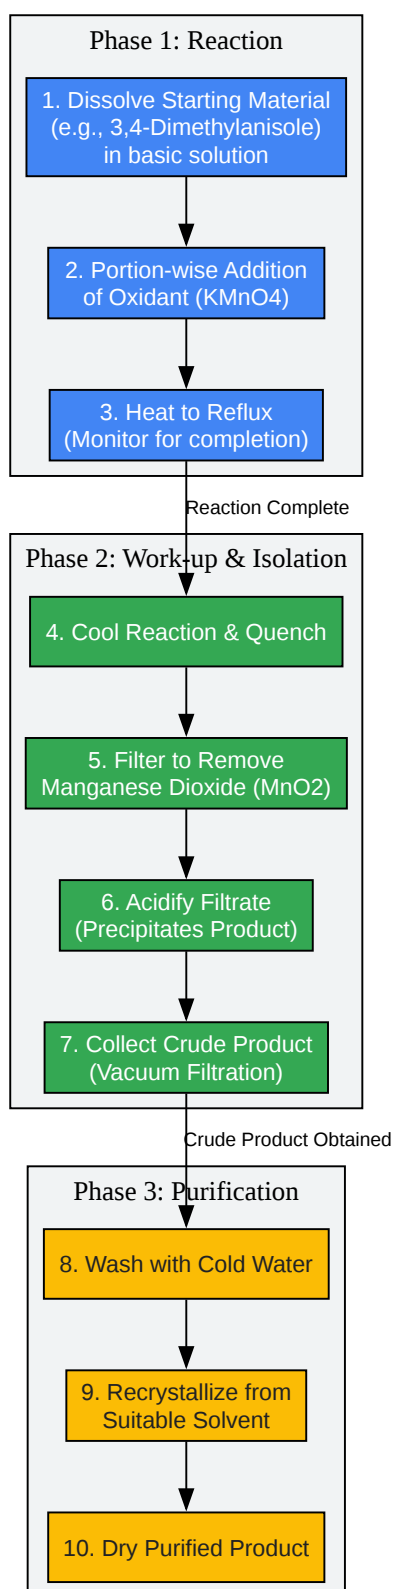 Phase 1: Reaction
1. Dissolve Starting Material
(e.g., 3,4-Dimethylanisole)
in basic solution
2. Portion-wise Addition
of Oxidant (KMnO4)
3. Heat to Reflux
(Monitor for completion)
Reaction Complete
Phase 2: Work-up & Isolation
4. Cool Reaction & Quench
5. Filter to Remove
Manganese Dioxide (MnO2)
6. Acidify Filtrate
(Precipitates Product)
7. Collect Crude Product
(Vacuum Filtration)
Crude Product Obtained
Phase 3: Purification
8. Wash with Cold Water
9. Recrystallize from
Suitable Solvent
10. Dry Purified Product